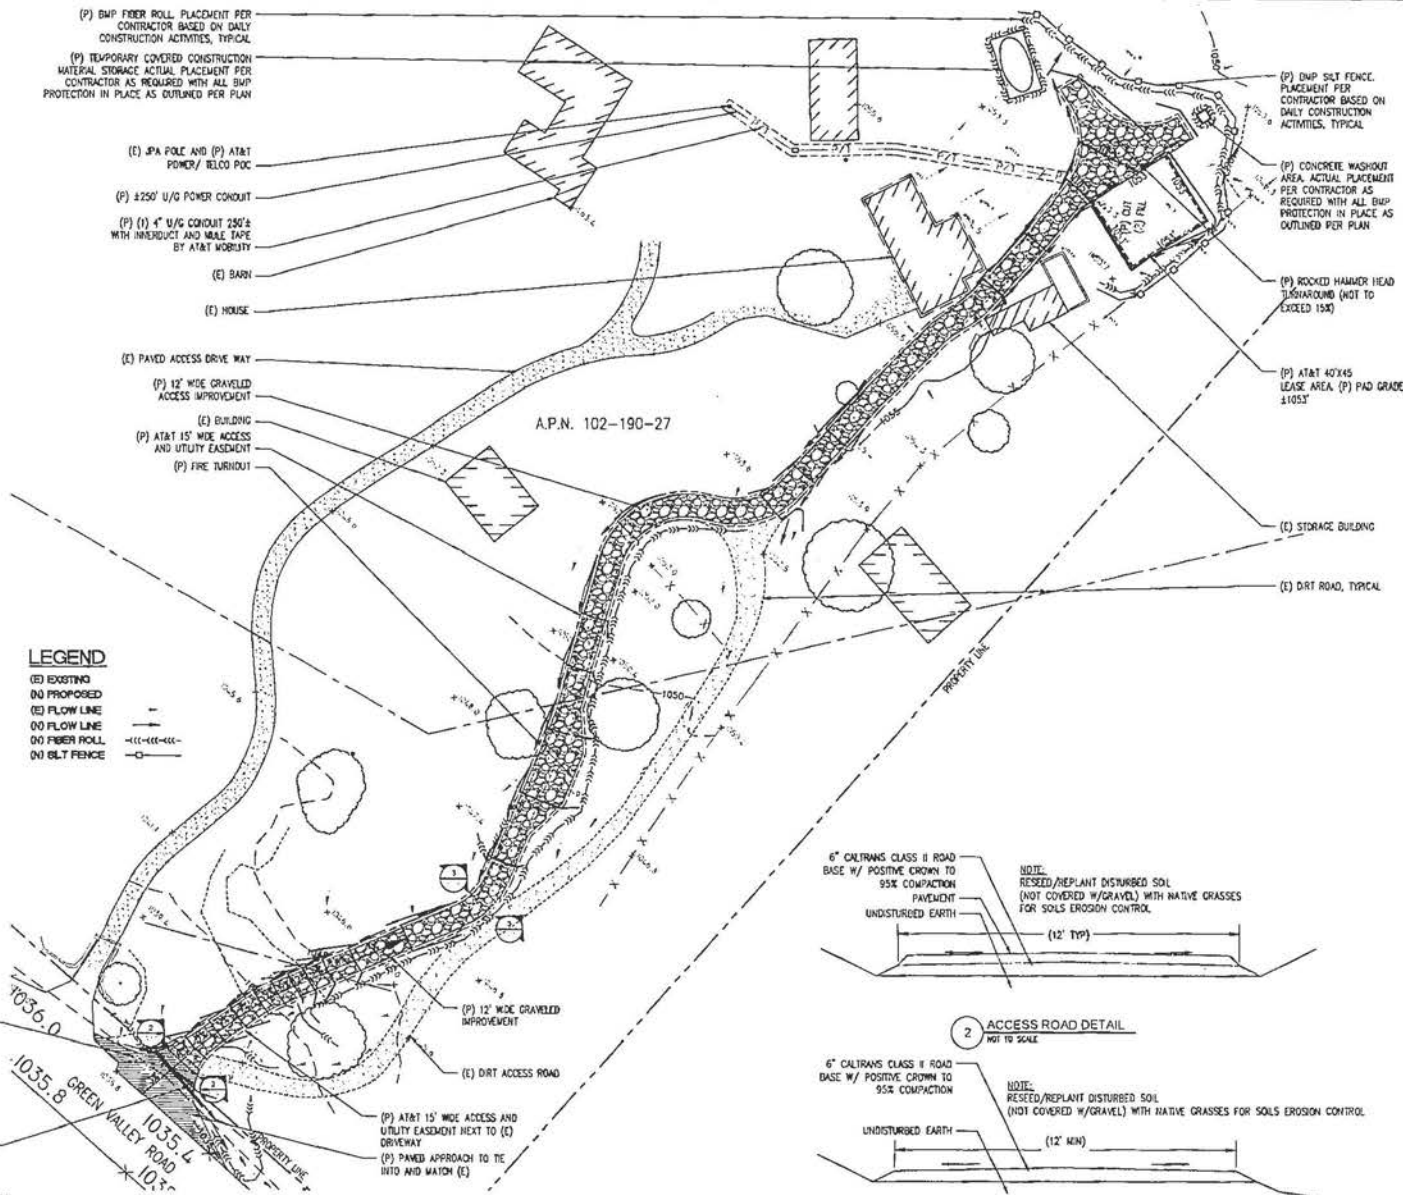 (P) BMP FIBER ROLL, PLACEMENT PER
CONTRACTOR BASED ON DAILY
CONSTRUCTION ACTIVITIES, TYPICAL
(P) TEMPORARY COVERED CONSTRUCTION
MATERIAL STORAGE ACTUAL PLACEMENT PER
CONTRACTOR AS REQUIRED WITH ALL BMP
PROTECTION IN PLACE AS OUTLINED PER PLAN
(E) JPA POLE AND (P) AT&T
POWER/ TELCO POC
(P) ±250' U/G POWER CONDUIT
(P) (1) 4" U/G CONDUIT 250'±
WITH INNERDUCT AND MULE TAPE
BY AT&T MOBILITY
(E) BARN
(E) HOUSE
(E) PAVED ACCESS DRIVE WAY
(P) 12' WIDE GRAVELED
ACCESS IMPROVEMENT
(E) BUILDING
(P) AT&T 15' WIDE ACCESS
AND UTILITY EASEMENT
(P) FIRE TURNOUT
A.P.N. 102-190-27
1050
(P) BMP SILT FENCE,
PLACEMENT PER
CONTRACTOR BASED ON
DAILY CONSTRUCTION
ACTIVITIES, TYPICAL
(P) CONCRETE WASHOUT
AREA, ACTUAL PLACEMENT
PER CONTRACTOR AS
REQUIRED WITH ALL BMP
PROTECTION IN PLACE AS
OUTLINED PER PLAN
(P) CUT
(P) FILL
1053
(P) ROCKED HAMMER HEAD
TURNAROUND (NOT TO
EXCEED 15%)
(P) AT&T 40'X45
LEASE AREA, (P) PAD GRADE
±1053'
1055
(E) STORAGE BUILDING
(E) DIRT ROAD, TYPICAL
PROPERTY LINE
1050
LEGEND
(E) EXISTING
(N) PROPOSED
(E) FLOW LINE
(N) FLOW LINE
(N) FIBER ROLL
(N) SILT FENCE
3
3
2
2
(P) 12' WIDE GRAVELED
IMPROVEMENT
(E) DIRT ACCESS ROAD
(P) AT&T 15' WIDE ACCESS AND
UTILITY EASEMENT NEXT TO (E)
DRIVEWAY
(P) PAVED APPROACH TO TIE
INTO AND MATCH (E)
1036.0
1035.8
GREEN VALLEY ROAD
1035.4
PROPERTY LINE
6" CALTRANS CLASS II ROAD
BASE W/ POSITIVE CROWN TO
95% COMPACTION
PAVEMENT
UNDISTURBED EARTH
NOTE:
RESEED/REPLANT DISTURBED SOIL
(NOT COVERED W/GRAVEL) WITH NATIVE GRASSES
FOR SOILS EROSION CONTROL
(12' TYP)
2 ACCESS ROAD DETAIL
NOT TO SCALE
6" CALTRANS CLASS II ROAD
BASE W/ POSITIVE CROWN TO
95% COMPACTION
UNDISTURBED EARTH
NOTE:
RESEED/REPLANT DISTURBED SOIL
(NOT COVERED W/GRAVEL) WITH NATIVE GRASSES FOR SOILS EROSION CONTROL
(12' MIN)